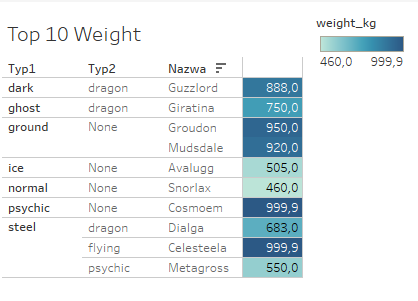 Top 10 Weight
weight_kg
460,0 999,9
Typ1 Typ2 Nazwa
dark dragon Guzzlord 888,0
ghost dragon Giratina 750,0
ground None Groudon 950,0
Mudsdale 920,0
ice None Avalugg 505,0
normal None Snorlax 460,0
psychic None Cosmoem 999,9
steel dragon Dialga 683,0
flying Celesteela 999,9
psychic Metagross 550,0